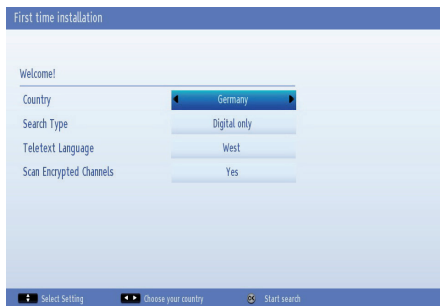 First time installation
Welcome!
Country Germany
Search Type Digital only
Teletext Language West
Scan Encrypted Channels Yes
Select Setting Choose your country OK Start search